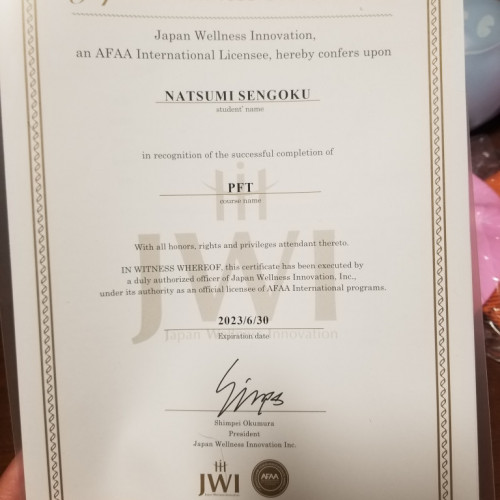 Japan Wellness Innovation,
an AFAA International Licensee, hereby confers upon
NATSUMI SENGOKU
student' name
in recognition of the successful completion of
PFT
course name
With all honors, rights and privileges attendant thereto.
IN WITNESS WHEREOF, this certificate has been executed by
a duly authorized officer of Japan Wellness Innovation, Inc.,
under its authority as an official licensee of AFAA International programs.
JWI
2023/6/30
Japan Wellness Innovation
Expiration date
Shimpei Okumura
President
Japan Wellness Innovation Inc.
JWI
AFAA